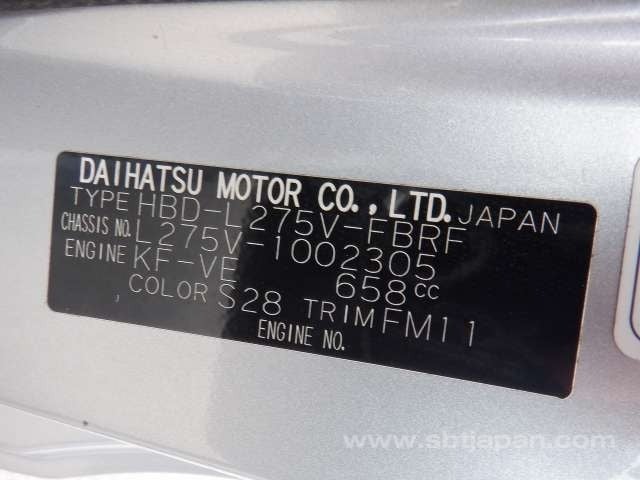 DAIHATSU MOTOR CO., LTD. JAPAN
TYPE HBD-L275V-FBRF
CHASSIS NO. L275V-1002305
ENGINE KF-VE 658cc
, COLOR S28 TRIM FM11
ENGINE NO.
www.sbtjapan.com